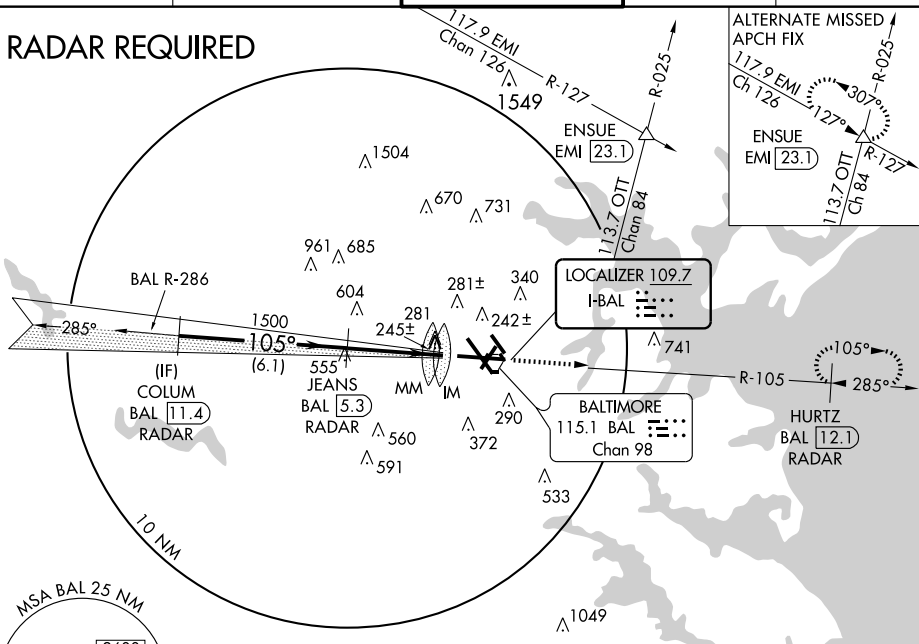 RADAR REQUIRED
117.9 EMI
Chan 126
R-127
1549
R-025
ENSUE
EMI 23.1
113.7 OTT
Chan 84
ALTERNATE MISSED
APCH FIX
117.9 EMI
Ch 126
R-025
307°
127°
ENSUE
EMI 23.1
R-127
113.7 OTT
Ch 84
1504
670
731
961
685
604
281
245±
281±
340
242±
LOCALIZER 109.7
I-BAL
741
BAL R-286
285°
1500
105°
(6.1)
555
(IF)
COLUM
BAL 11.4
RADAR
JEANS
BAL 5.3
RADAR
MM
IM
290
372
560
591
BALTIMORE
115.1 BAL
Chan 98
R-105
105°
285°
HURTZ
BAL 12.1
RADAR
533
10 NM
1049
MSA BAL 25 NM